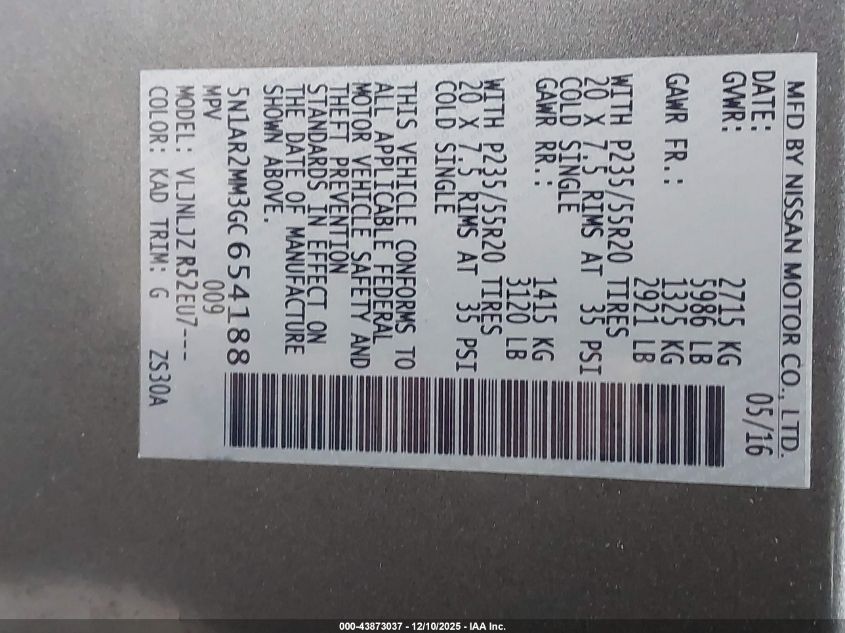 MFD BY NISSAN MOTOR CO., LTD.
DATE: 05/16
GVWR: 2715 KG
5986 LB
GAWR FR.: 1325 KG
2921 LB
WITH P235/55R20 TIRES
20 X 7.5 RIMS AT 35 PSI
COLD SINGLE
GAWR RR.: 1415 KG
3120 LB
WITH P235/55R20 TIRES
20 X 7.5 RIMS AT 35 PSI
COLD SINGLE
THIS VEHICLE CONFORMS TO
ALL APPLICABLE FEDERAL
MOTOR VEHICLE SAFETY AND
THEFT PREVENTION
STANDARDS IN EFFECT ON
THE DATE OF MANUFACTURE
SHOWN ABOVE.
5N1AR2MM3GC654188
MPV 009
MODEL: VLJNLJZ R52EU7---
COLOR: KAD TRIM: G ZS30A
000-43873037 - 12/10/2025 - IAA Inc.